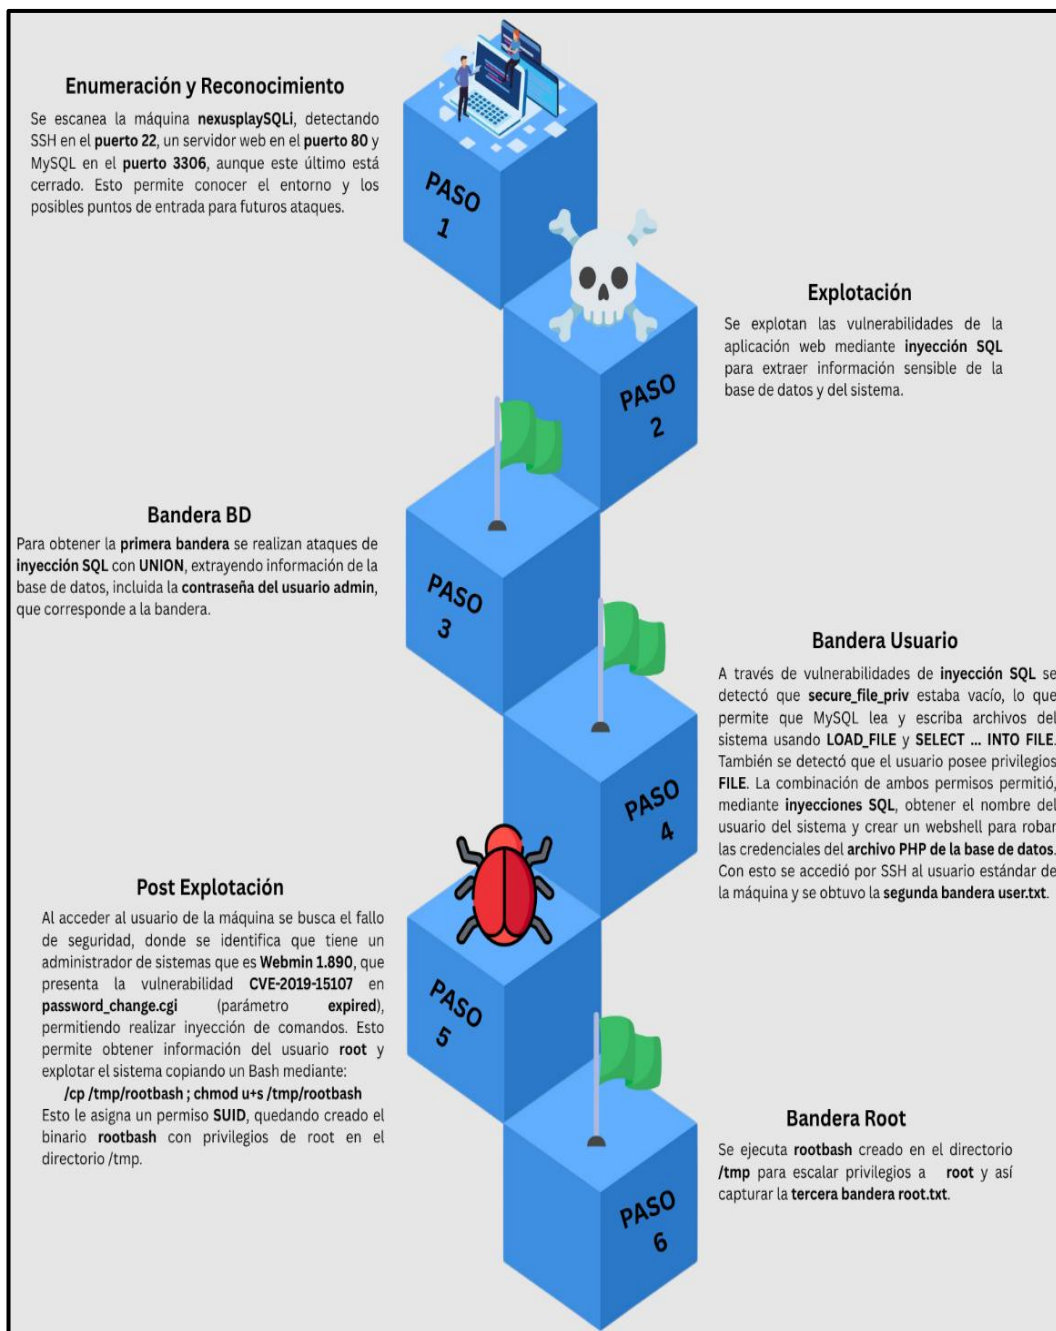 Enumeración y Reconocimiento
Se escanea la máquina nexusplaySQLi, detectando
SSH en el puerto 22, un servidor web en el puerto 80 y
MySQL en el puerto 3306, aunque este último está
cerrado. Esto permite conocer el entorno y los
posibles puntos de entrada para futuros ataques.
PASO
1
Explotación
Se explotan las vulnerabilidades de la
aplicación web mediante inyección SQL
para extraer información sensible de la
base de datos y del sistema.
PASO
2
Bandera BD
Para obtener la primera bandera se realizan ataques de
inyección SQL con UNION, extrayendo información de la
base de datos, incluida la contraseña del usuario admin,
que corresponde a la bandera.
PASO
3
Bandera Usuario
A través de vulnerabilidades de inyección SQL se
detectó que secure_file_priv estaba vacío, lo que
permite que MySQL lea y escriba archivos del
sistema usando LOAD_FILE y SELECT ... INTO FILE.
También se detectó que el usuario posee privilegios
FILE. La combinación de ambos permisos permitió,
mediante inyecciones SQL, obtener el nombre del
usuario del sistema y crear un webshell para robar
las credenciales del archivo PHP de la base de datos.
Con esto se accedió por SSH al usuario estándar de
la máquina y se obtuvo la segunda bandera user.txt.
PASO
4
Post Explotación
Al acceder al usuario de la máquina se busca el fallo
de seguridad, donde se identifica que tiene un
administrador de sistemas que es Webmin 1.890, que
presenta la vulnerabilidad CVE-2019-15107 en
password_change.cgi (parámetro expired),
permitiendo realizar inyección de comandos. Esto
permite obtener información del usuario root y
explotar el sistema copiando un Bash mediante:
/cp /tmp/rootbash ; chmod u+s /tmp/rootbash
Esto le asigna un permiso SUID, quedando creado el
binario rootbash con privilegios de root en el
directorio /tmp.
PASO
5
Bandera Root
Se ejecuta rootbash creado en el directorio
/tmp para escalar privilegios a root y así
capturar la tercera bandera root.txt.
PASO
6